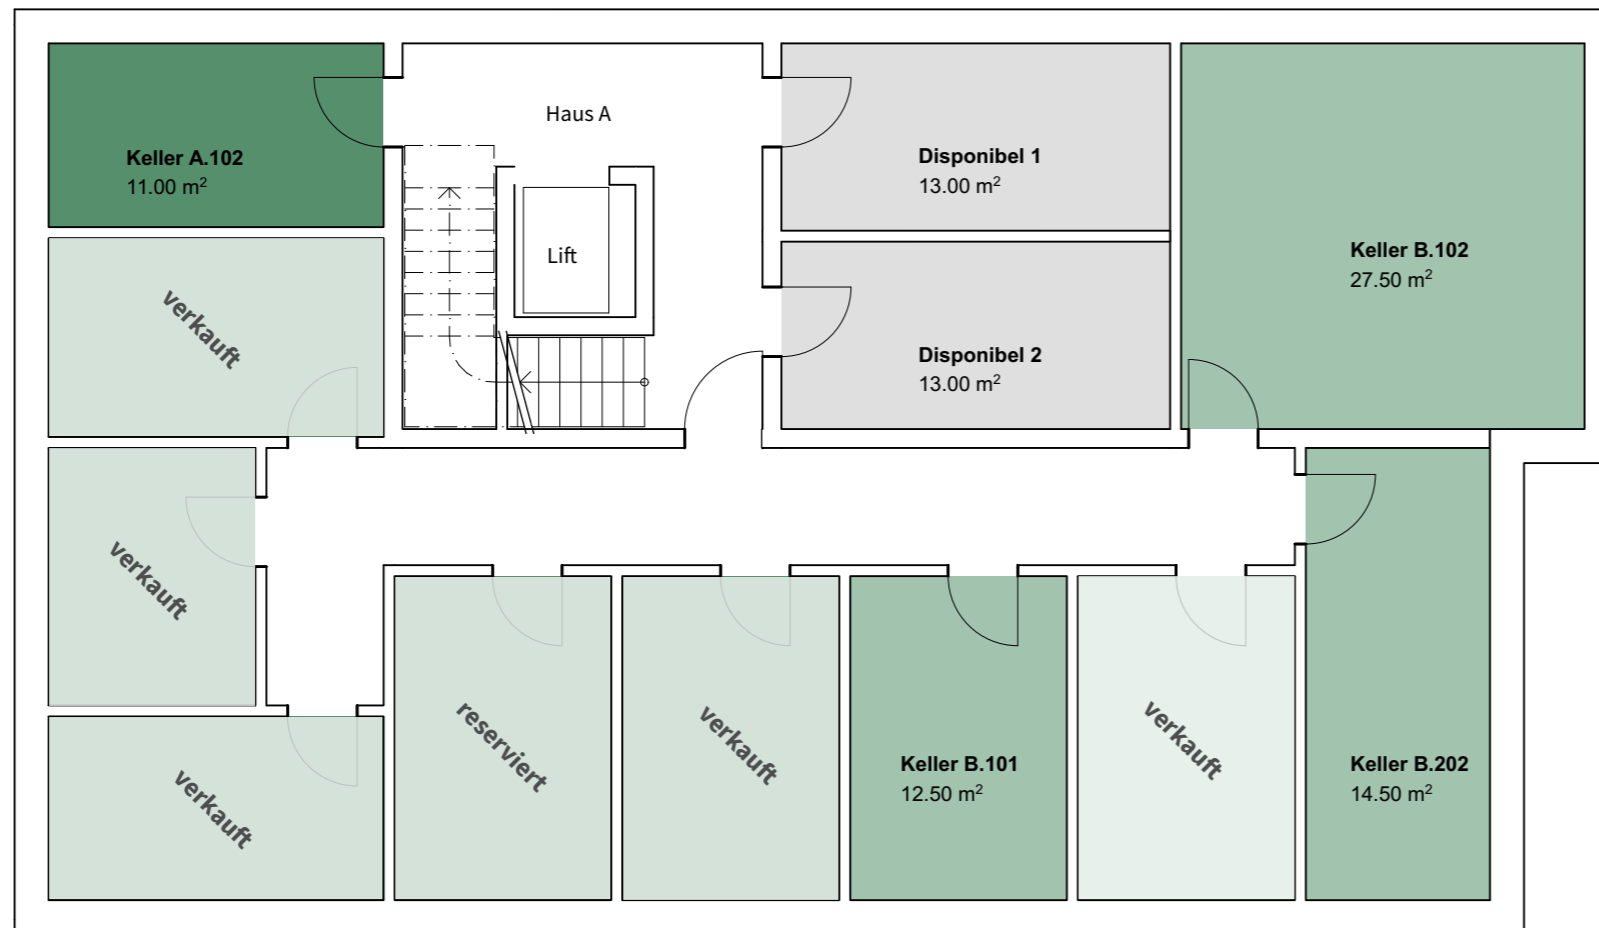 Haus A
Keller A.102
11.00 m²
Disponibel 1
13.00 m²
Keller B.102
27.50 m²
Lift
verkauft
Disponibel 2
13.00 m²
verkauft
verkauft
reserviert
verkauft
Keller B.101
12.50 m²
verkauft
Keller B.202
14.50 m²